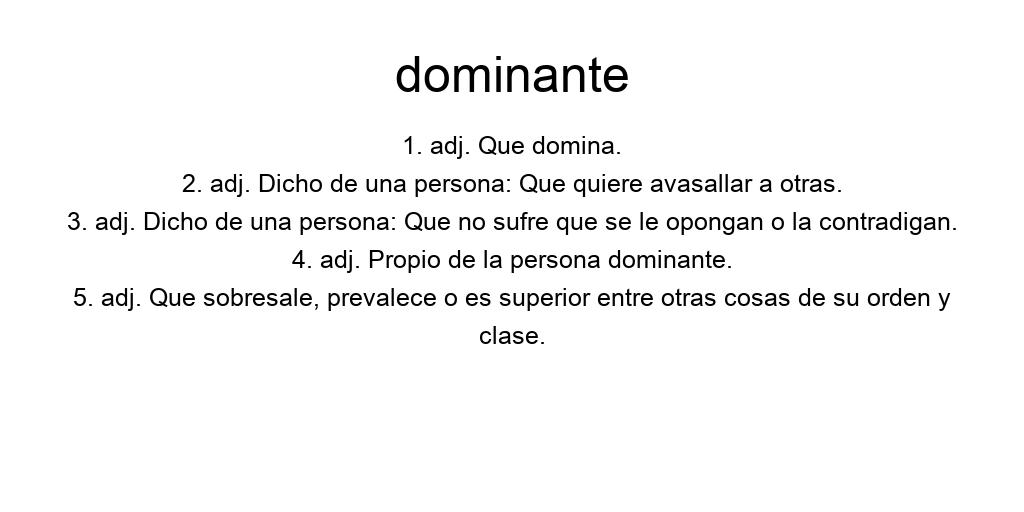 dominante
1. adj. Que domina.
2. adj. Dicho de una persona: Que quiere avasallar a otras.
3. adj. Dicho de una persona: Que no sufre que se le opongan o la contradigan.
4. adj. Propio de la persona dominante.
5. adj. Que sobresale, prevalece o es superior entre otras cosas de su orden y
clase.